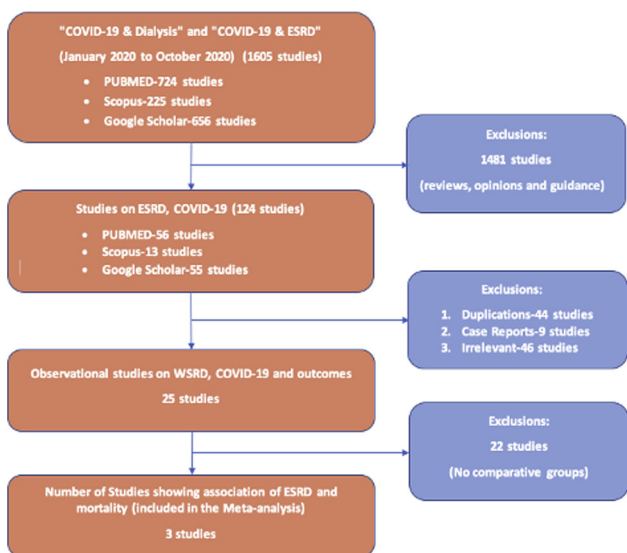 "COVID-19 & Dialysis" and "COVID-19 & ESRD"
(January 2020 to October 2020) (1605 studies)
• PUBMED-724 studies
• Scopus-225 studies
• Google Scholar-656 studies
Exclusions:
1481 studies
(reviews, opinions and guidance)
Studies on ESRD, COVID-19 (124 studies)
• PUBMED-56 studies
• Scopus-13 studies
• Google Scholar-55 studies
Exclusions:
1. Duplications-44 studies
2. Case Reports-9 studies
3. Irrelevant-46 studies
Observational studies on WSRD, COVID-19 and outcomes
25 studies
Exclusions:
22 studies
(No comparative groups)
Number of Studies showing association of ESRD and
mortality (included in the Meta-analysis)
3 studies